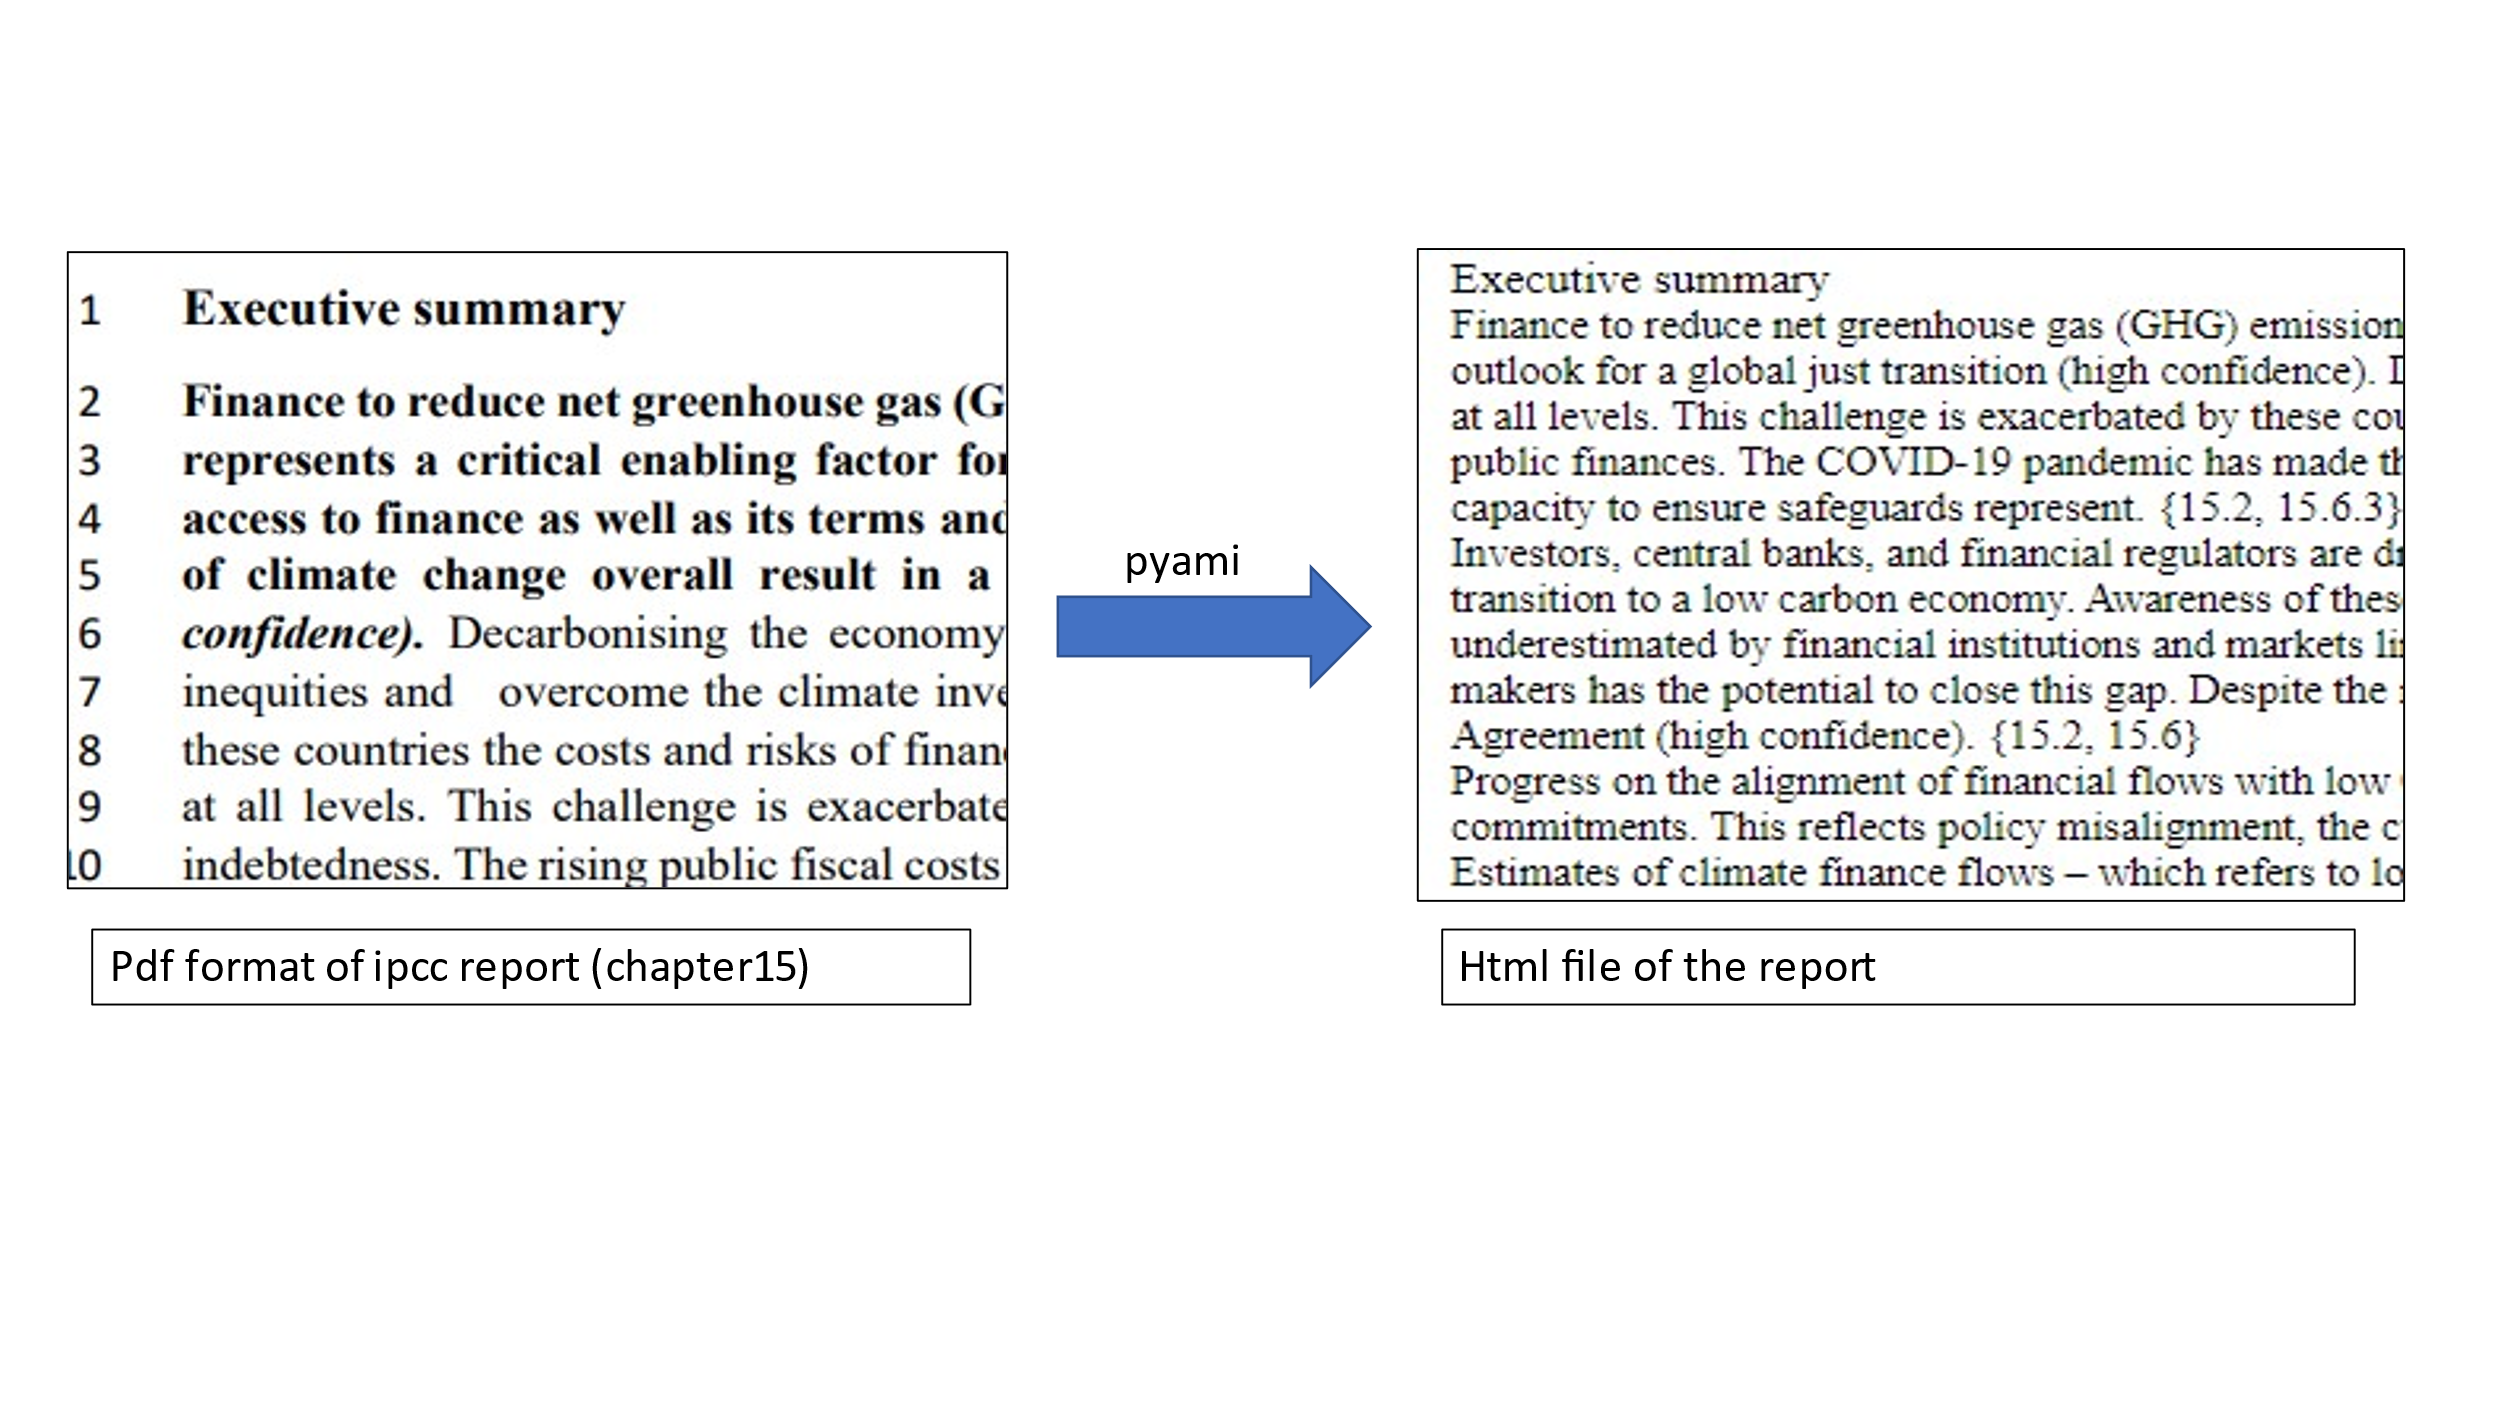 1 Executive summary
2 Finance to reduce net greenhouse gas (G
3 represents a critical enabling factor for
4 access to finance as well as its terms and
5 of climate change overall result in a
6 confidence). Decarbonising the economy
7 inequities and overcome the climate inve
8 these countries the costs and risks of finan
9 at all levels. This challenge is exacerbate
10 indebtedness. The rising public fiscal costs
Pdf format of ipcc report (chapter15)
pyami
Executive summary
Finance to reduce net greenhouse gas (GHG) emission
outlook for a global just transition (high confidence). D
at all levels. This challenge is exacerbated by these cou
public finances. The COVID-19 pandemic has made th
capacity to ensure safeguards represent. {15.2, 15.6.3}
Investors, central banks, and financial regulators are dr
transition to a low carbon economy. Awareness of thes
underestimated by financial institutions and markets li
makers has the potential to close this gap. Despite the
Agreement (high confidence). {15.2, 15.6}
Progress on the alignment of financial flows with low
commitments. This reflects policy misalignment, the c
Estimates of climate finance flows – which refers to lo
Html file of the report